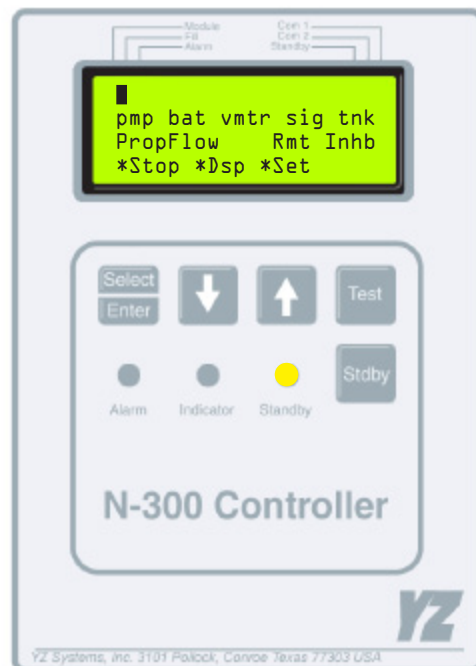 Module
Fill
Alarm
Com 1
Com 2
Standby
pmp bat vmtr sig tnk
PropFlow Rmt Inhb
*Stop *Dsp *Set
Select
Enter
Test
Stdby
Alarm
Indicator
Standby
N-300 Controller
YZ
YZ Systems, Inc. 3101 Pollock, Conroe Texas 77303 USA